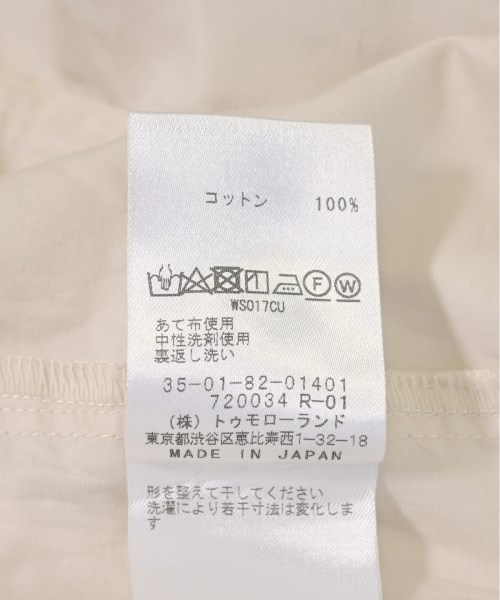 コットン 100%
F W
WS017CU
あて布使用
中性洗剤使用
裏返し洗い
35-01-82-01401
720034 R-01
(株) トゥモローランド
東京都渋谷区恵比寿西1-32-18
MADE IN JAPAN
形を整えて干してください
洗濯により若干寸法は変化しま
す